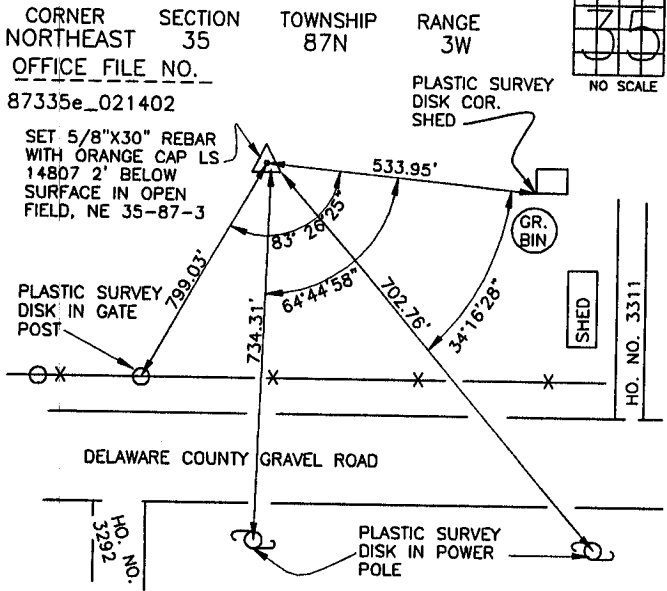 CORNER SECTION TOWNSHIP RANGE
NORTHEAST 35 87N 3W
OFFICE FILE NO.
87335e_021402
35
NO SCALE
PLASTIC SURVEY
DISK COR.
SHED
SET 5/8"X30" REBAR
WITH ORANGE CAP LS
14807 2' BELOW
SURFACE IN OPEN
FIELD, NE 35-87-3
533.95'
GR.
BIN
83° 26'25"
799.03'
64°44'58"
734.31'
702.76'
34°16'28"
SHED
HO. NO. 3311
PLASTIC SURVEY
DISK IN GATE
POST
DELAWARE COUNTY GRAVEL ROAD
HO. NO.
3292
PLASTIC SURVEY
DISK IN POWER
POLE